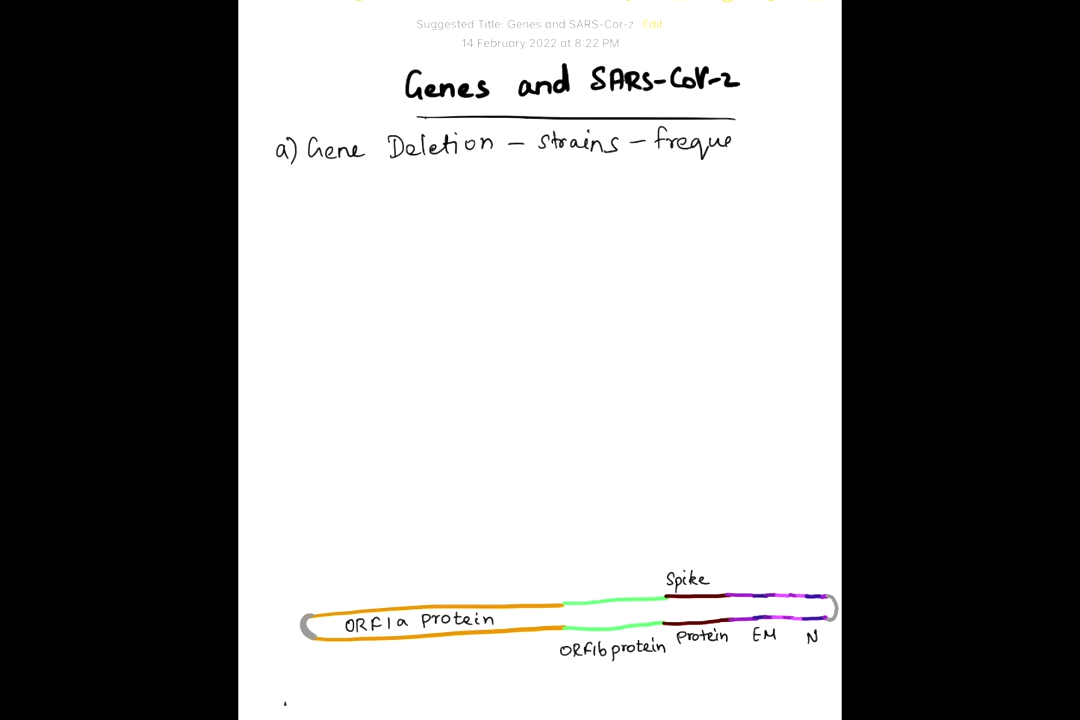 Suggested Title: Genes and SARS-Cor-z Edit
14 February 2022 at 8:22 PM
Genes and SARS-CoV-2
a) Gene Deletion - strains - freque
Spike
ORF1a Protein
ORF1b protein Protein EM N